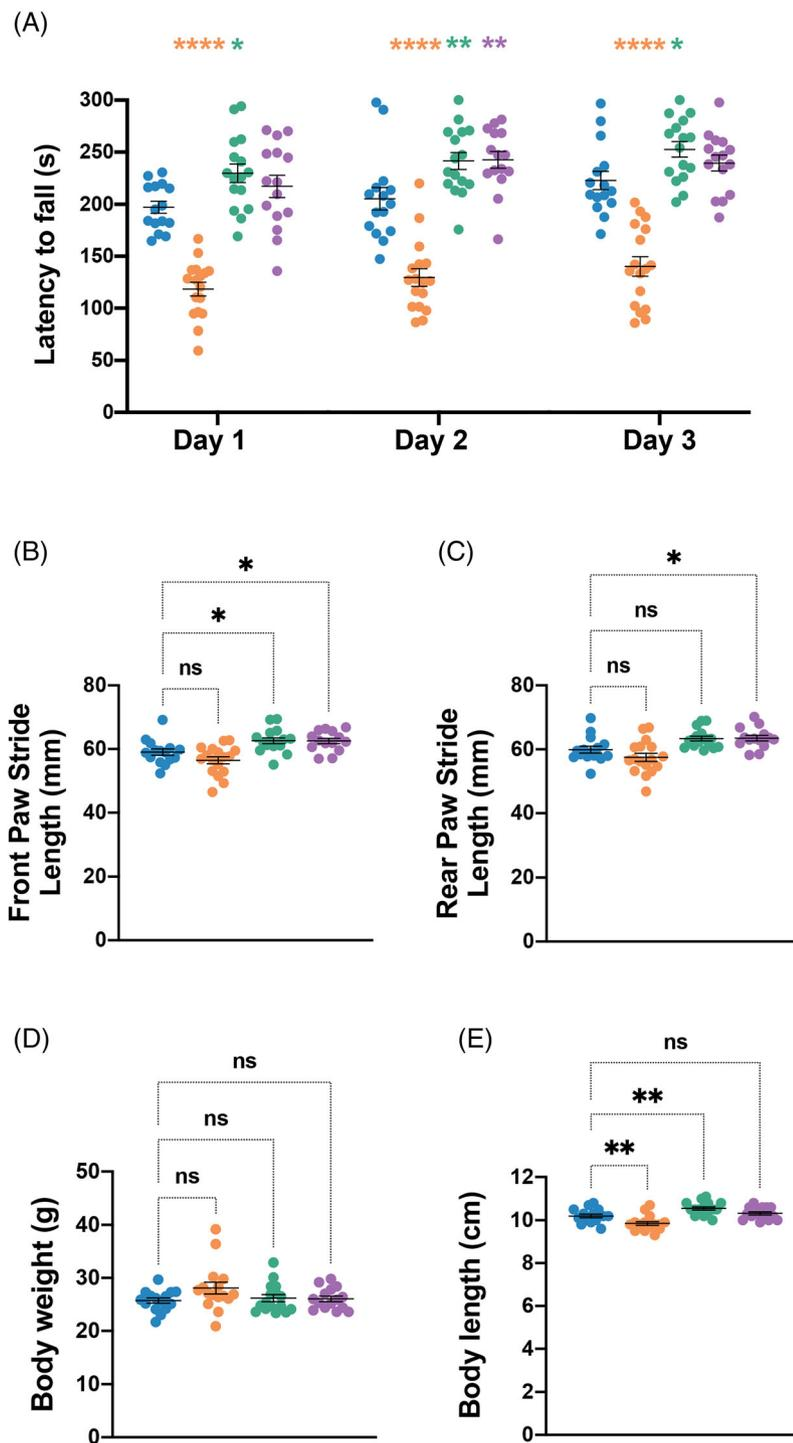 (A)
**** * **** ** ** **** *
Latency to fall (s)
300
250
200
150
100
50
0
Day 1 Day 2 Day 3
(B)
*
*
ns
Front Paw Stride
Length (mm)
80
60
40
20
0
(C)
*
ns
ns
Rear Paw Stride
Length (mm)
80
60
40
20
0
(D)
ns
ns
ns
Body weight (g)
50
40
30
20
10
0
(E)
ns
**
**
Body length (cm)
12
10
8
6
4
2
0